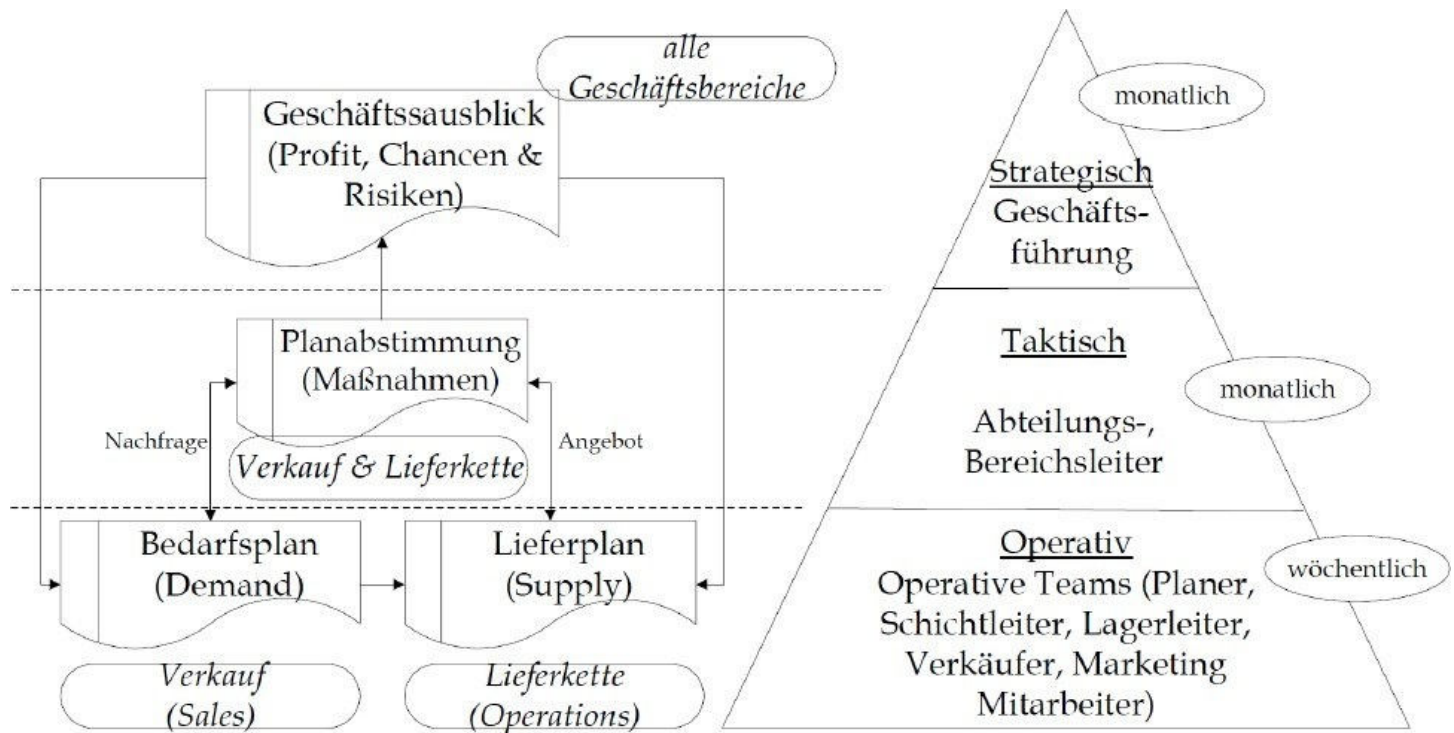 alle
Geschäftsbereiche
Geschäftssausblick
(Profit, Chancen &
Risiken)
Planabstimmung
(Maßnahmen)
Nachfrage
Angebot
Verkauf & Lieferkette
Bedarfsplan
(Demand)
Lieferplan
(Supply)
Verkauf
(Sales)
Lieferkette
(Operations)
monatlich
Strategisch
Geschäfts-
führung
Taktisch
monatlich
Abteilungs-,
Bereichsleiter
Operativ
wöchentlich
Operative Teams (Planer,
Schichtleiter, Lagerleiter,
Verkäufer, Marketing
Mitarbeiter)